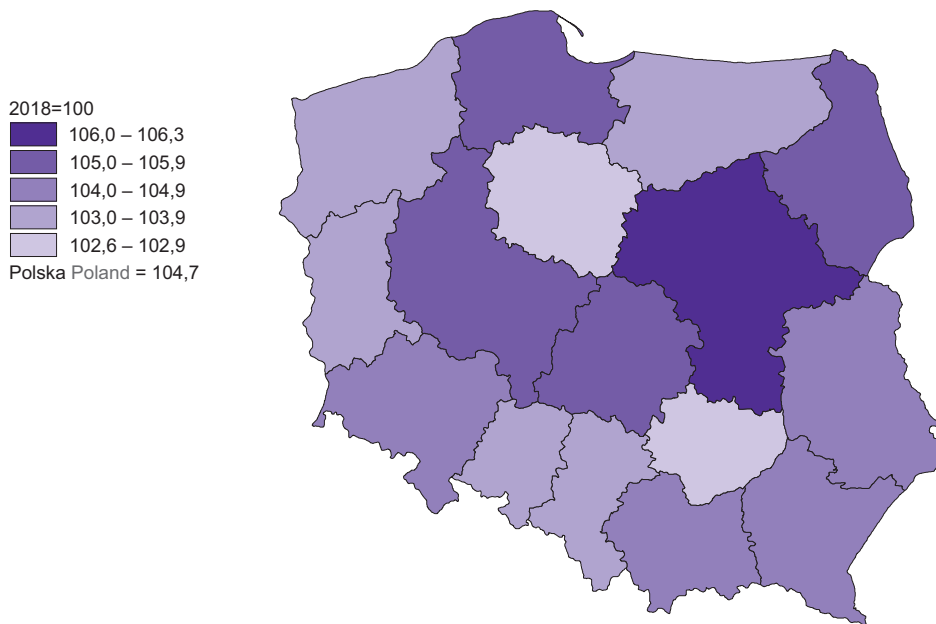 2018=100
106,0 – 106,3
105,0 – 105,9
104,0 – 104,9
103,0 – 103,9
102,6 – 102,9
Polska Poland = 104,7